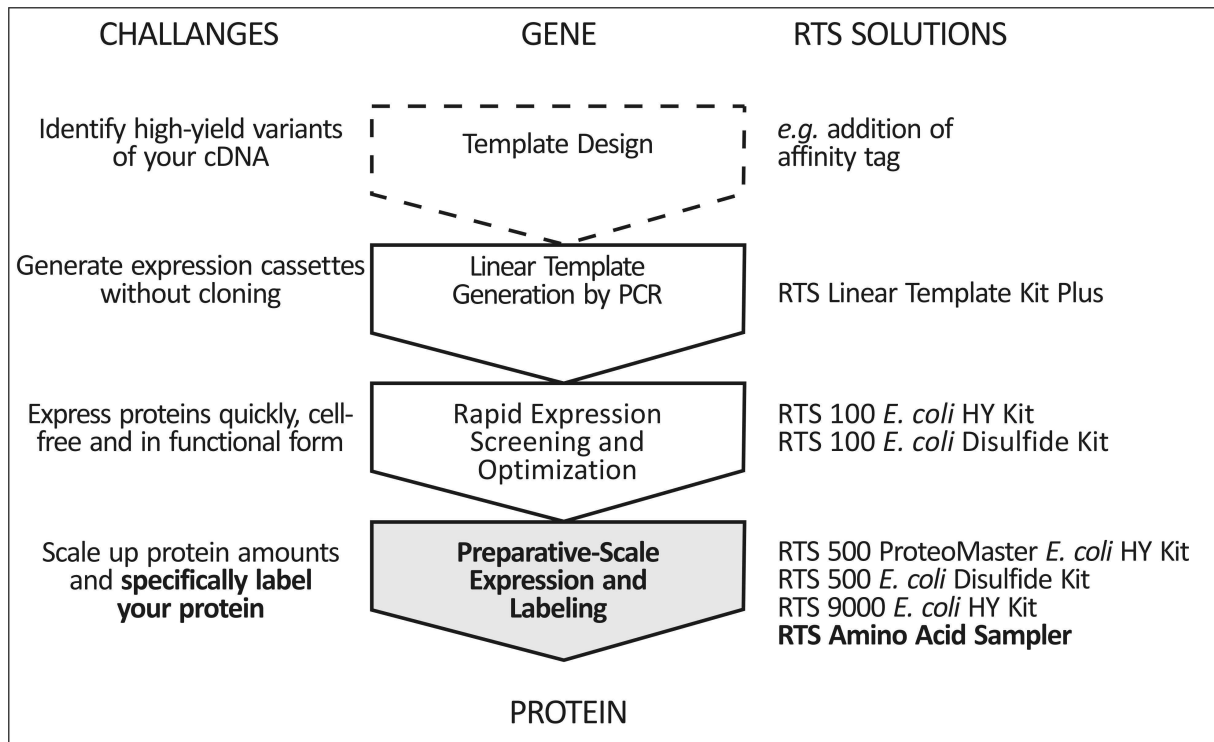 CHALLANGES
GENE
RTS SOLUTIONS
Identify high-yield variants
of your cDNA
Template Design
e.g. addition of
affinity tag
Generate expression cassettes
without cloning
Linear Template
Generation by PCR
RTS Linear Template Kit Plus
Express proteins quickly, cell-
free and in functional form
Rapid Expression
Screening and
Optimization
RTS 100 E. coli HY Kit
RTS 100 E. coli Disulfide Kit
Scale up protein amounts
and specifically label
your protein
Preparative-Scale
Expression and
Labeling
RTS 500 ProteoMaster E. coli HY Kit
RTS 500 E. coli Disulfide Kit
RTS 9000 E. coli HY Kit
RTS Amino Acid Sampler
PROTEIN